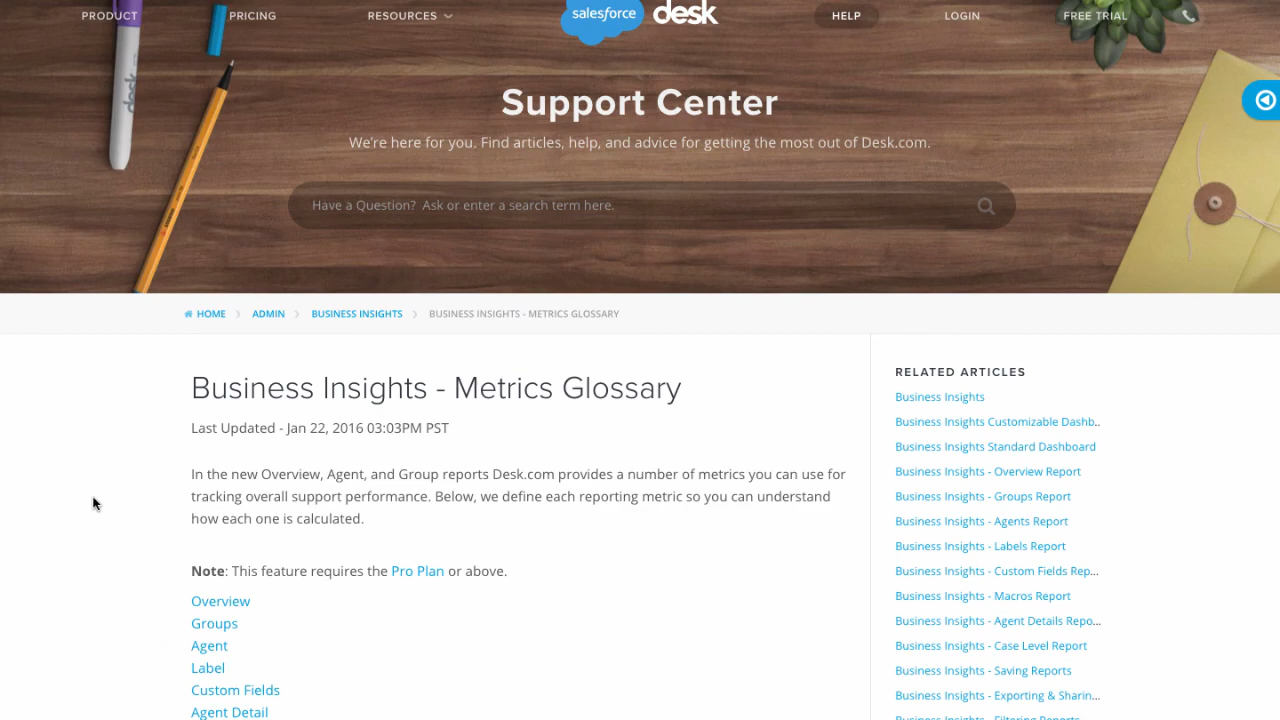 PRODUCT PRICING RESOURCES salesforce desk HELP LOGIN FREE TRIAL
desk
Support Center
We're here for you. Find articles, help, and advice for getting the most out of Desk.com.
Have a Question? Ask or enter a search term here.
HOME ADMIN BUSINESS INSIGHTS BUSINESS INSIGHTS - METRICS GLOSSARY
Business Insights - Metrics Glossary
Last Updated - Jan 22, 2016 03:03PM PST
In the new Overview, Agent, and Group reports Desk.com provides a number of metrics you can use for
tracking overall support performance. Below, we define each reporting metric so you can understand
how each one is calculated.
Note: This feature requires the Pro Plan or above.
Overview
Groups
Agent
Label
Custom Fields
Agent Detail
RELATED ARTICLES
Business Insights
Business Insights Customizable Dashb..
Business Insights Standard Dashboard
Business Insights - Overview Report
Business Insights - Groups Report
Business Insights - Agents Report
Business Insights - Labels Report
Business Insights - Custom Fields Rep...
Business Insights - Macros Report
Business Insights - Agent Details Repo...
Business Insights - Case Level Report
Business Insights - Saving Reports
Business Insights - Exporting & Sharin...
Business Insights - Filtering Reports